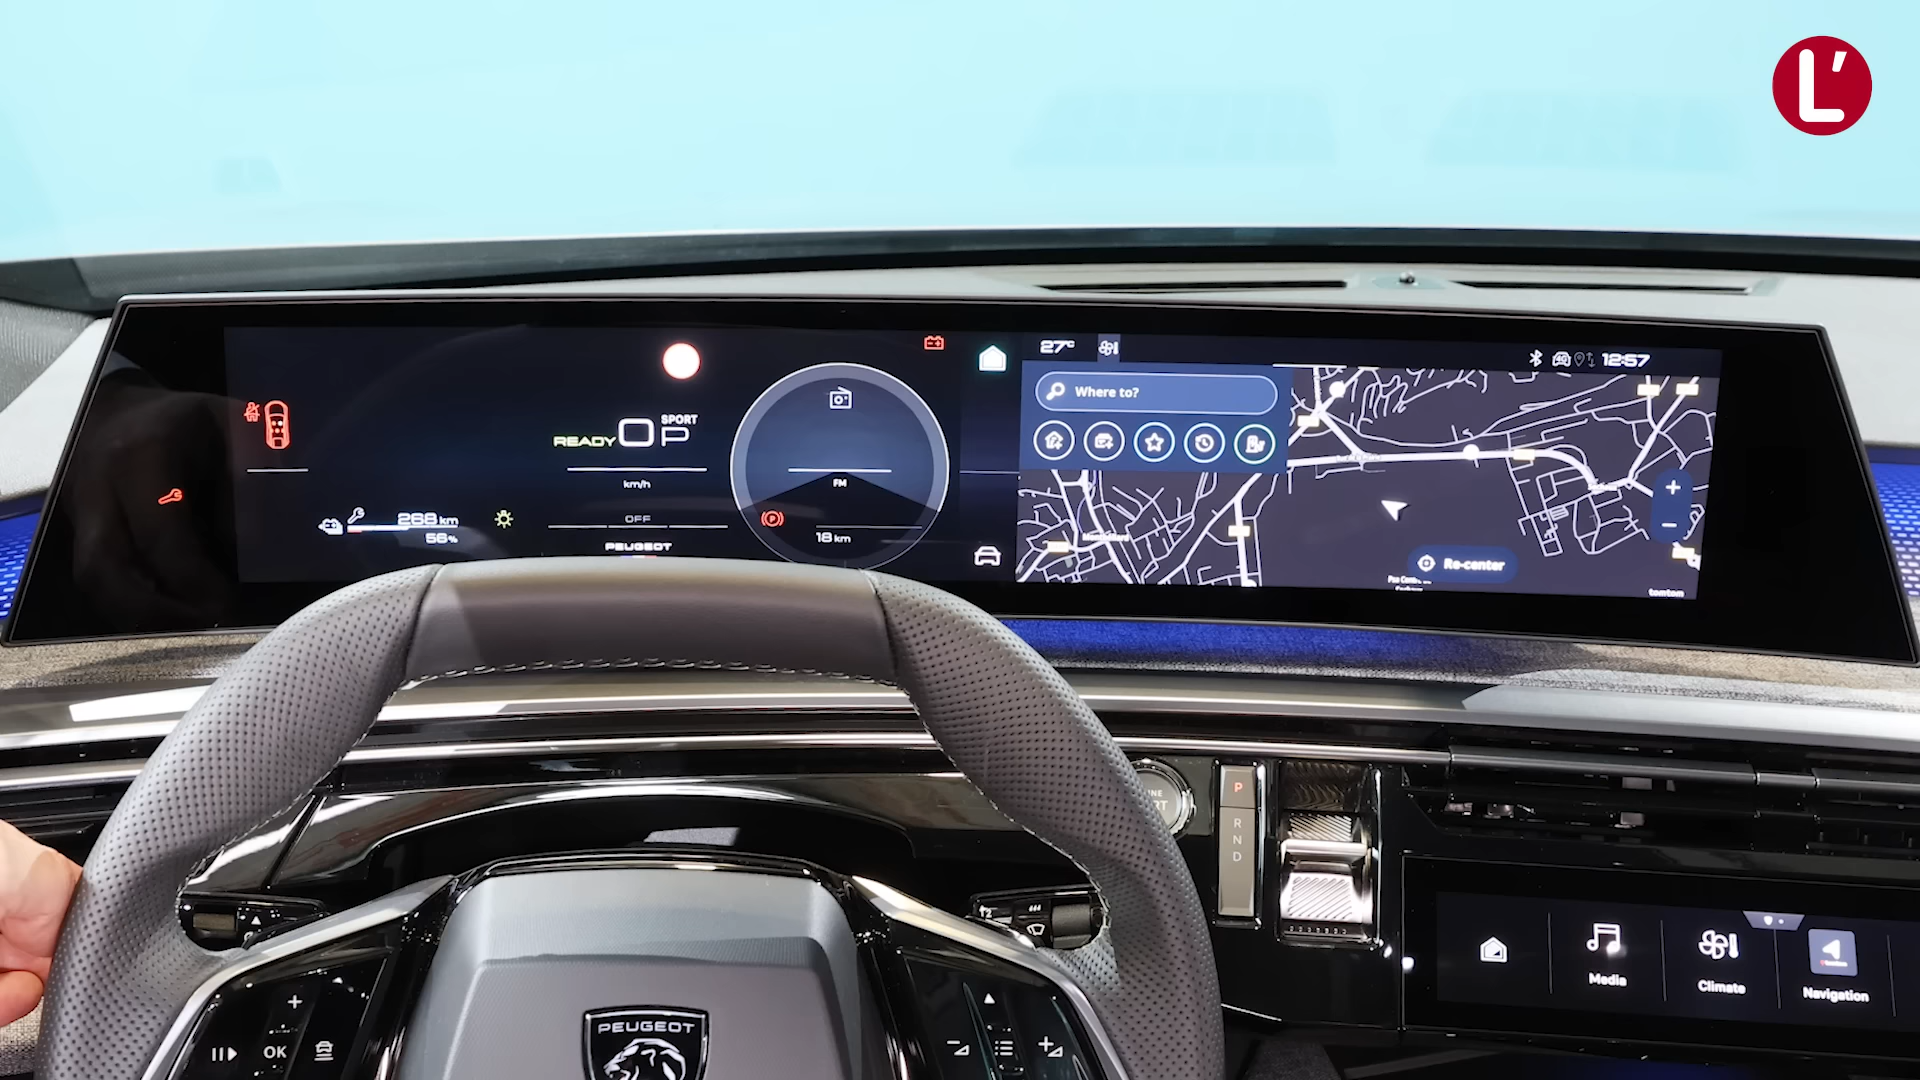 L'
27°C
4G
12:57
Where to?
SPORT
READY 0 P
km/h
FM
268 km
56%
OFF
PEUGEOT
18 km
Re-center
tomtom
P
R
N
D
Media
Climate
Navigation
OK
PEUGEOT